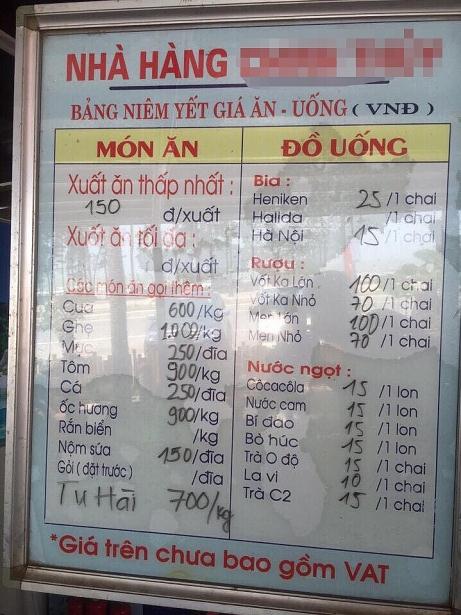 NHÀ HÀNG
BẢNG NIÊM YẾT GIÁ ĂN - UỐNG ( VNĐ )
MÓN ĂN
Xuất ăn thấp nhất :
150 đ/xuất
Xuất ăn tối đa :
đ/xuất
Các món ăn gọi thêm :
Cua 600/kg
Ghẹ 1.000/kg
Mực 250/đĩa
Tôm 900/kg
Cá 250/đĩa
ốc hương 900/kg
Rắn biển /kg
Nộm sứa 150/đĩa
Gỏi ( đặt trước ) /đĩa
Tu Hài 700/kg
ĐỒ UỐNG
Bia :
Heniken 25/1 chai
Halida /1 chai
Hà Nội 15/1 chai
Rượu :
Vốt Ka Lớn 160/1 chai
Vốt Ka Nhỏ 70/1 chai
Men Lớn 100/1 chai
Men Nhỏ 70/1 chai
Nước ngọt :
Côcacôla 15/1 lon
Nước cam 15/1 lon
Bí đao 15/1 lon
Bò húc 15/1 lon
Trà O độ 15/1 chai
La vi 10/1 chai
Trà C2 15/1 chai
*Giá trên chưa bao gồm VAT